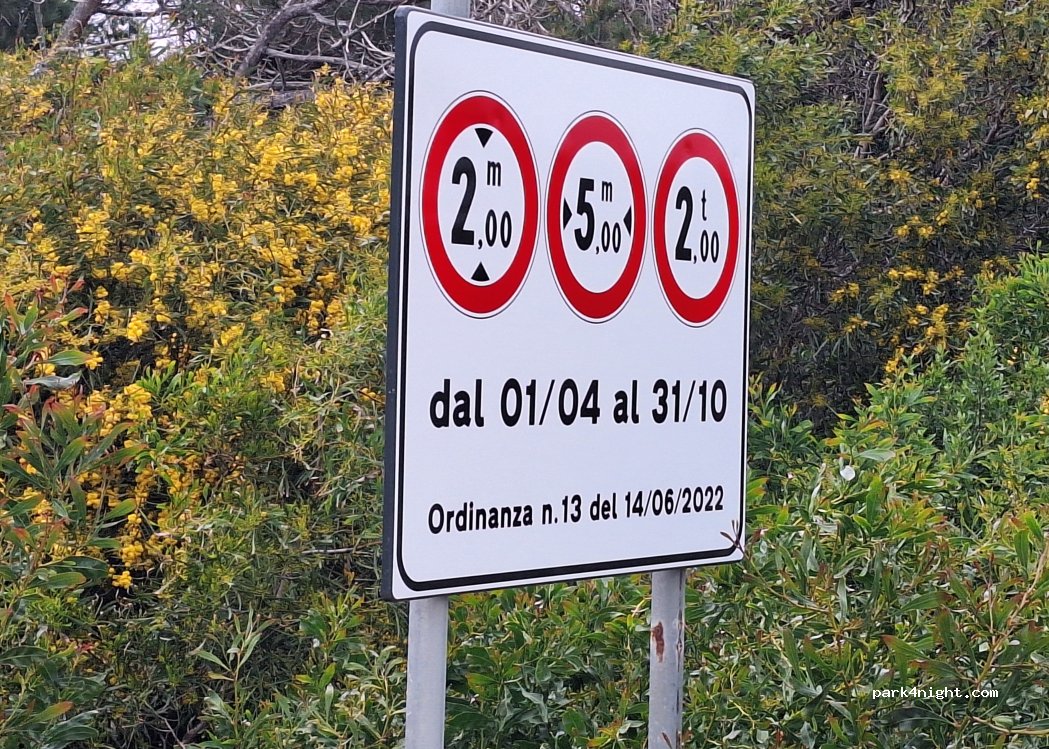 2,00 m
5,00 m
2,00 t
dal 01/04 al 31/10
Ordinanza n.13 del 14/06/2022
park4night.com